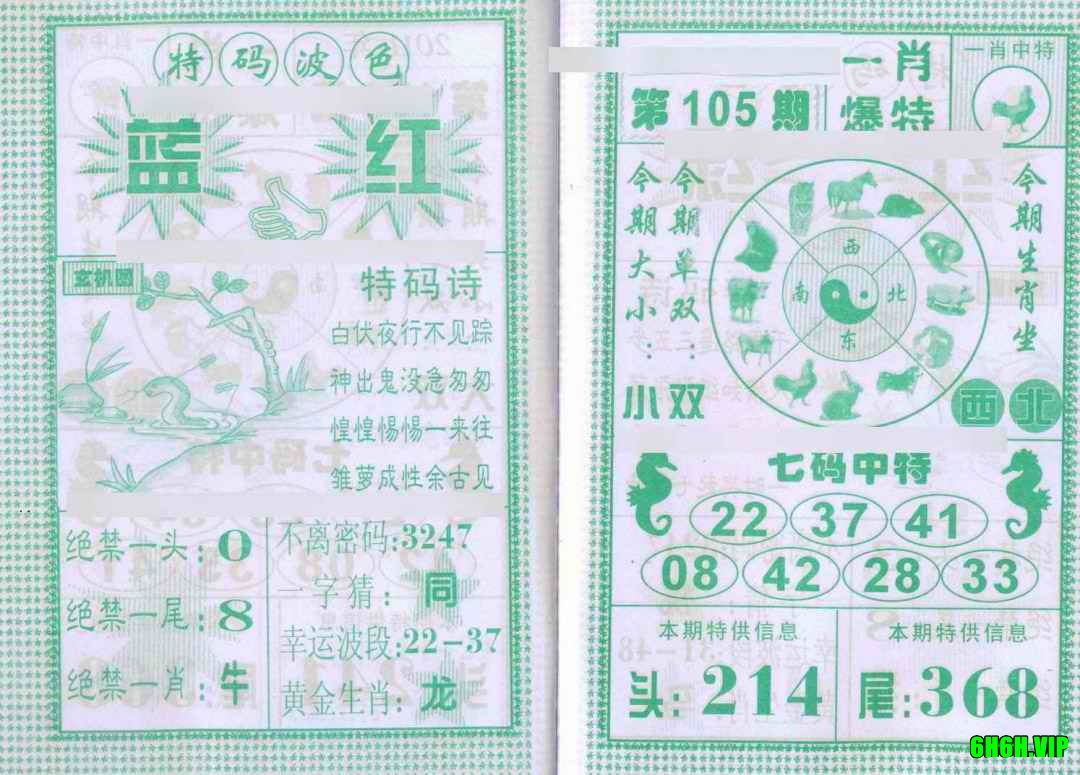 特码波色
蓝 红
玄机图
特码诗
白伏夜行不见踪
神出鬼没急匆匆
惶惶惕惕一来往
雏萝成性余古见
绝禁一头:0
绝禁一尾:8
绝禁一肖:牛
不离密码:3247
一字猜:同
幸运波段:22-37
黄金生肖:龙
第105期
一肖
爆特
一肖中特
今期大小:小
今期单双:双
西
南 北
东
今期生肖坐
西北
七码中特
22 37 41
08 42 28 33
本期特供信息
头:214
本期特供信息
尾:368
6H6H.VIP